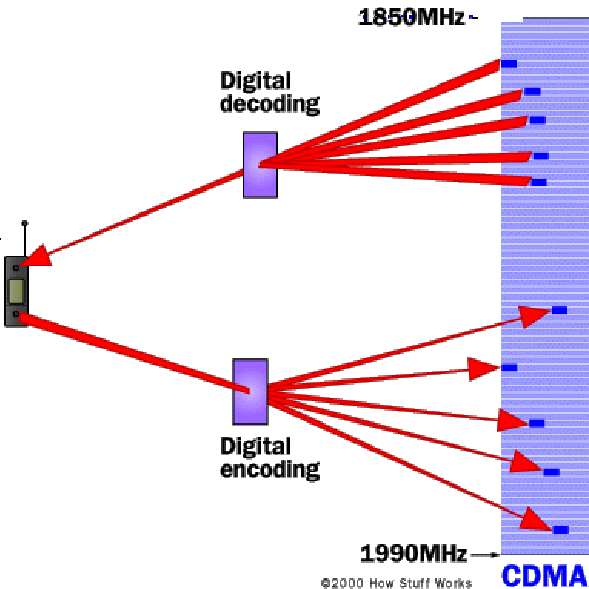 1850MHz
Digital
decoding
Digital
encoding
1990MHz
©2000 How Stuff Works
CDMA